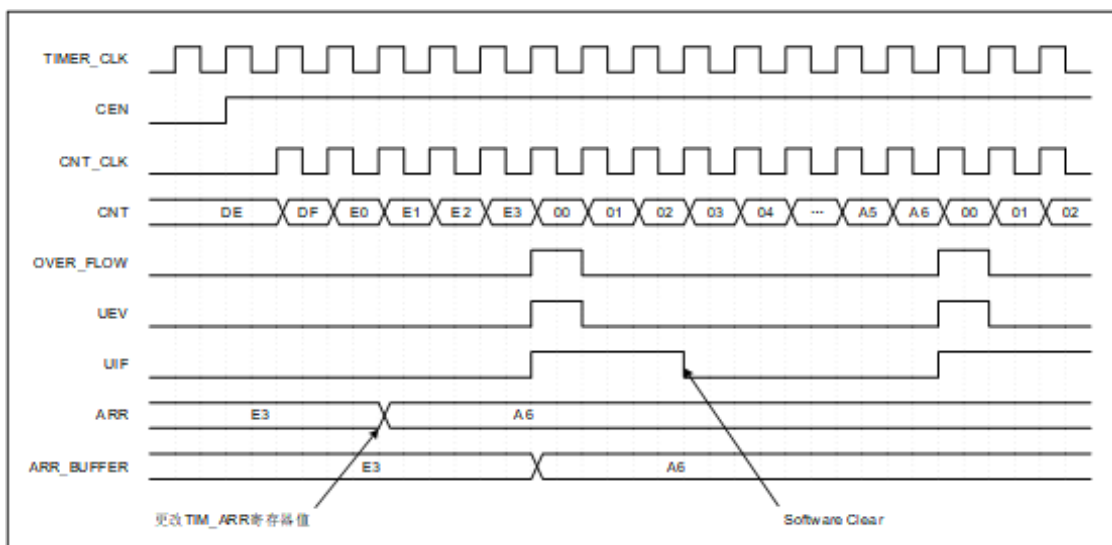 TIMER_CLK
CEN
CNT_CLK
CNT DE DF E0 E1 E2 E3 00 01 02 03 04 ... A5 A6 00 01 02
OVER_FLOW
UEV
UIF
ARR E3 A6
ARR_BUFFER E3 A6
更改TIM_ARR寄存器值 Software Clear